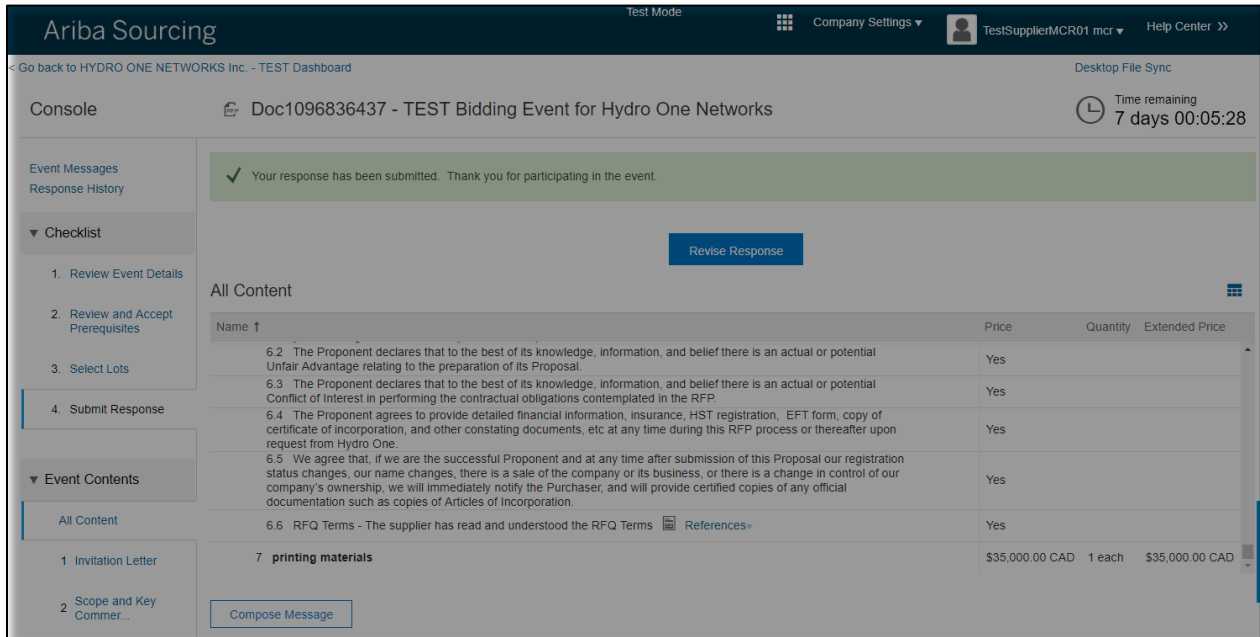 Test Mode
Ariba Sourcing
Company Settings ▾
TestSupplierMCR01 mcr ▾
Help Center >>
< Go back to HYDRO ONE NETWORKS Inc. - TEST Dashboard
Desktop File Sync
Console
Doc1096836437 - TEST Bidding Event for Hydro One Networks
Time remaining
7 days 00:05:28
Event Messages
Response History
✓ Your response has been submitted. Thank you for participating in the event.
▼ Checklist
Revise Response
1. Review Event Details
All Content
2. Review and Accept
Prerequisites
Name ↑ Price Quantity Extended Price
6.2 The Proponent declares that to the best of its knowledge, information, and belief there is an actual or potential
Unfair Advantage relating to the preparation of its Proposal.
Yes
3. Select Lots
6.3 The Proponent declares that to the best of its knowledge, information, and belief there is an actual or potential
Conflict of Interest in performing the contractual obligations contemplated in the RFP.
Yes
4. Submit Response
6.4 The Proponent agrees to provide detailed financial information, insurance, HST registration, EFT form, copy of
certificate of incorporation, and other constating documents, etc at any time during this RFP process or thereafter upon
request from Hydro One.
Yes
6.5 We agree that, if we are the successful Proponent and at any time after submission of this Proposal our registration
status changes, our name changes, there is a sale of the company or its business, or there is a change in control of our
company's ownership, we will immediately notify the Purchaser, and will provide certified copies of any official
documentation such as copies of Articles of Incorporation.
Yes
▼ Event Contents
All Content
6.6 RFQ Terms - The supplier has read and understood the RFQ Terms References▾ Yes
1 Invitation Letter
7 printing materials $35,000.00 CAD 1 each $35,000.00 CAD
2 Scope and Key
Commer...
Compose Message